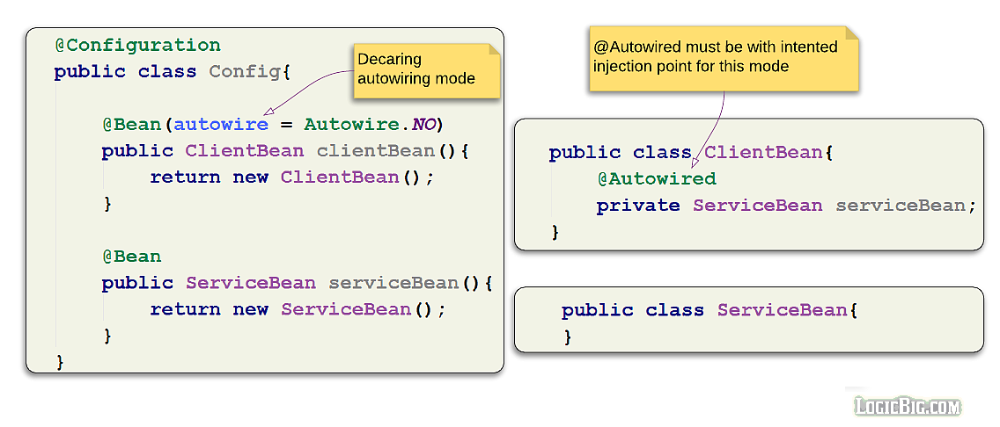 @Configuration
public class Config{
Decaring
autowiring mode
@Bean(autowire = Autowire.NO)
public ClientBean clientBean(){
return new ClientBean();
}
@Bean
public ServiceBean serviceBean(){
return new ServiceBean();
}
}
@Autowired must be with intented
injection point for this mode
public class ClientBean{
@Autowired
private ServiceBean serviceBean;
}
public class ServiceBean{
}
LOGICBIG.COM